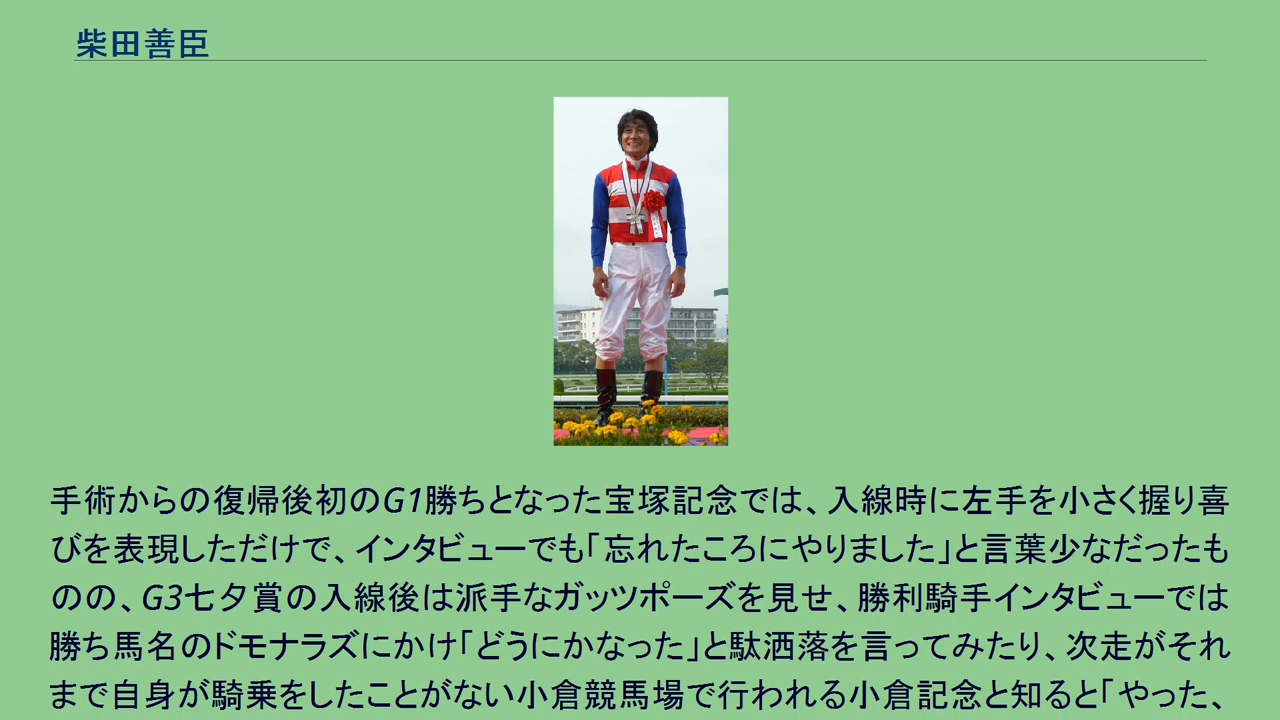 柴田善臣
手術からの復帰後初のG1勝ちとなった宝塚記念では、入線時に左手を小さく握り喜
びを表現しただけで、インタビューでも「忘れたころにやりました」と言葉少なだったも
のの、G3七夕賞の入線後は派手なガッツポーズを見せ、勝利騎手インタビューでは
勝ち馬名のドモナラズにかけ「どうにかなった」と駄洒落を言ってみたり、次走がそれ
まで自身が騎乗をしたことがない小倉競馬場で行われる小倉記念と知ると「やった、